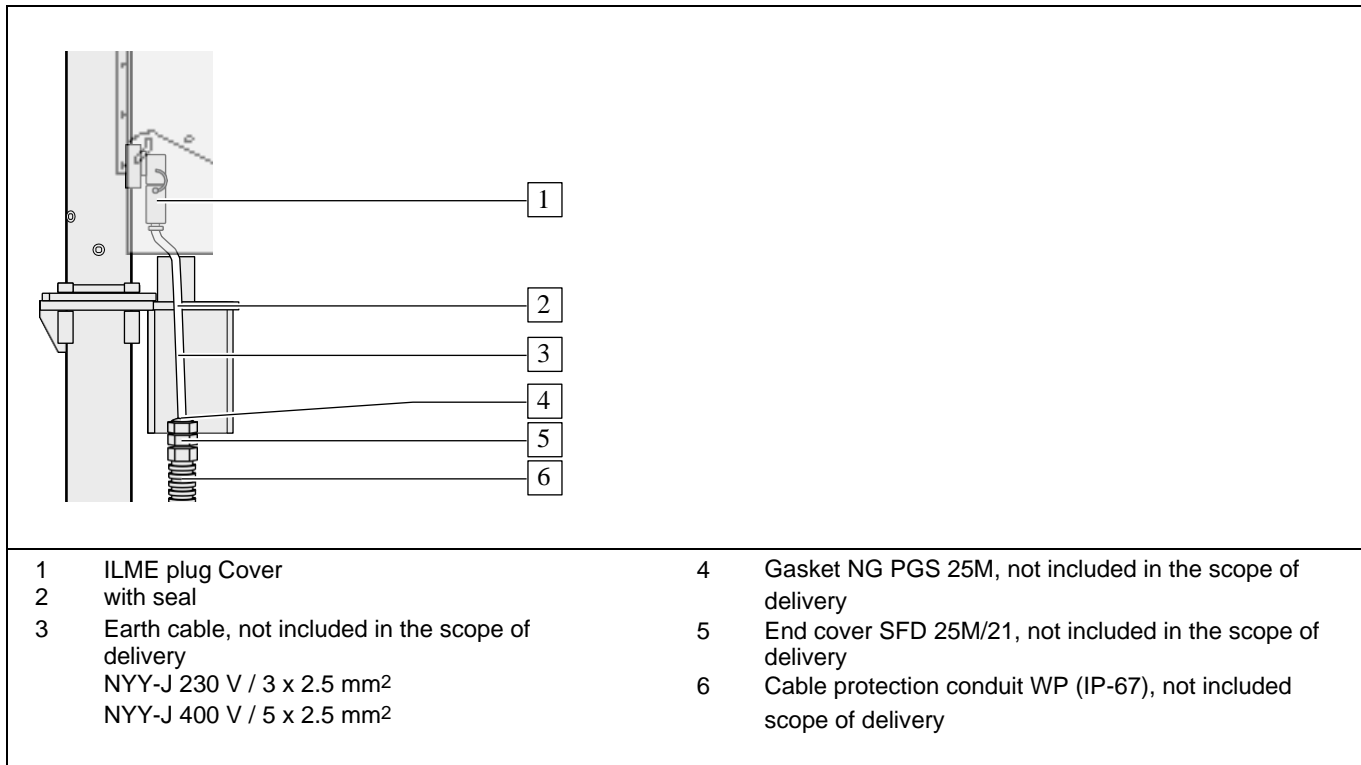 1
2
3
4
5
6
1 ILME plug Cover
2 with seal
3 Earth cable, not included in the scope of
delivery
NYY-J 230 V / 3 x 2.5 mm2
NYY-J 400 V / 5 x 2.5 mm2
4 Gasket NG PGS 25M, not included in the scope of
delivery
5 End cover SFD 25M/21, not included in the scope of
delivery
6 Cable protection conduit WP (IP-67), not included
scope of delivery